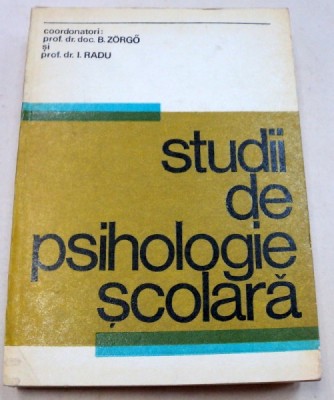 coordonatori:
prof. dr. doc. B. ZÖRGŐ
și
prof. dr. I. RADU
studii
de
psihologie
școlară